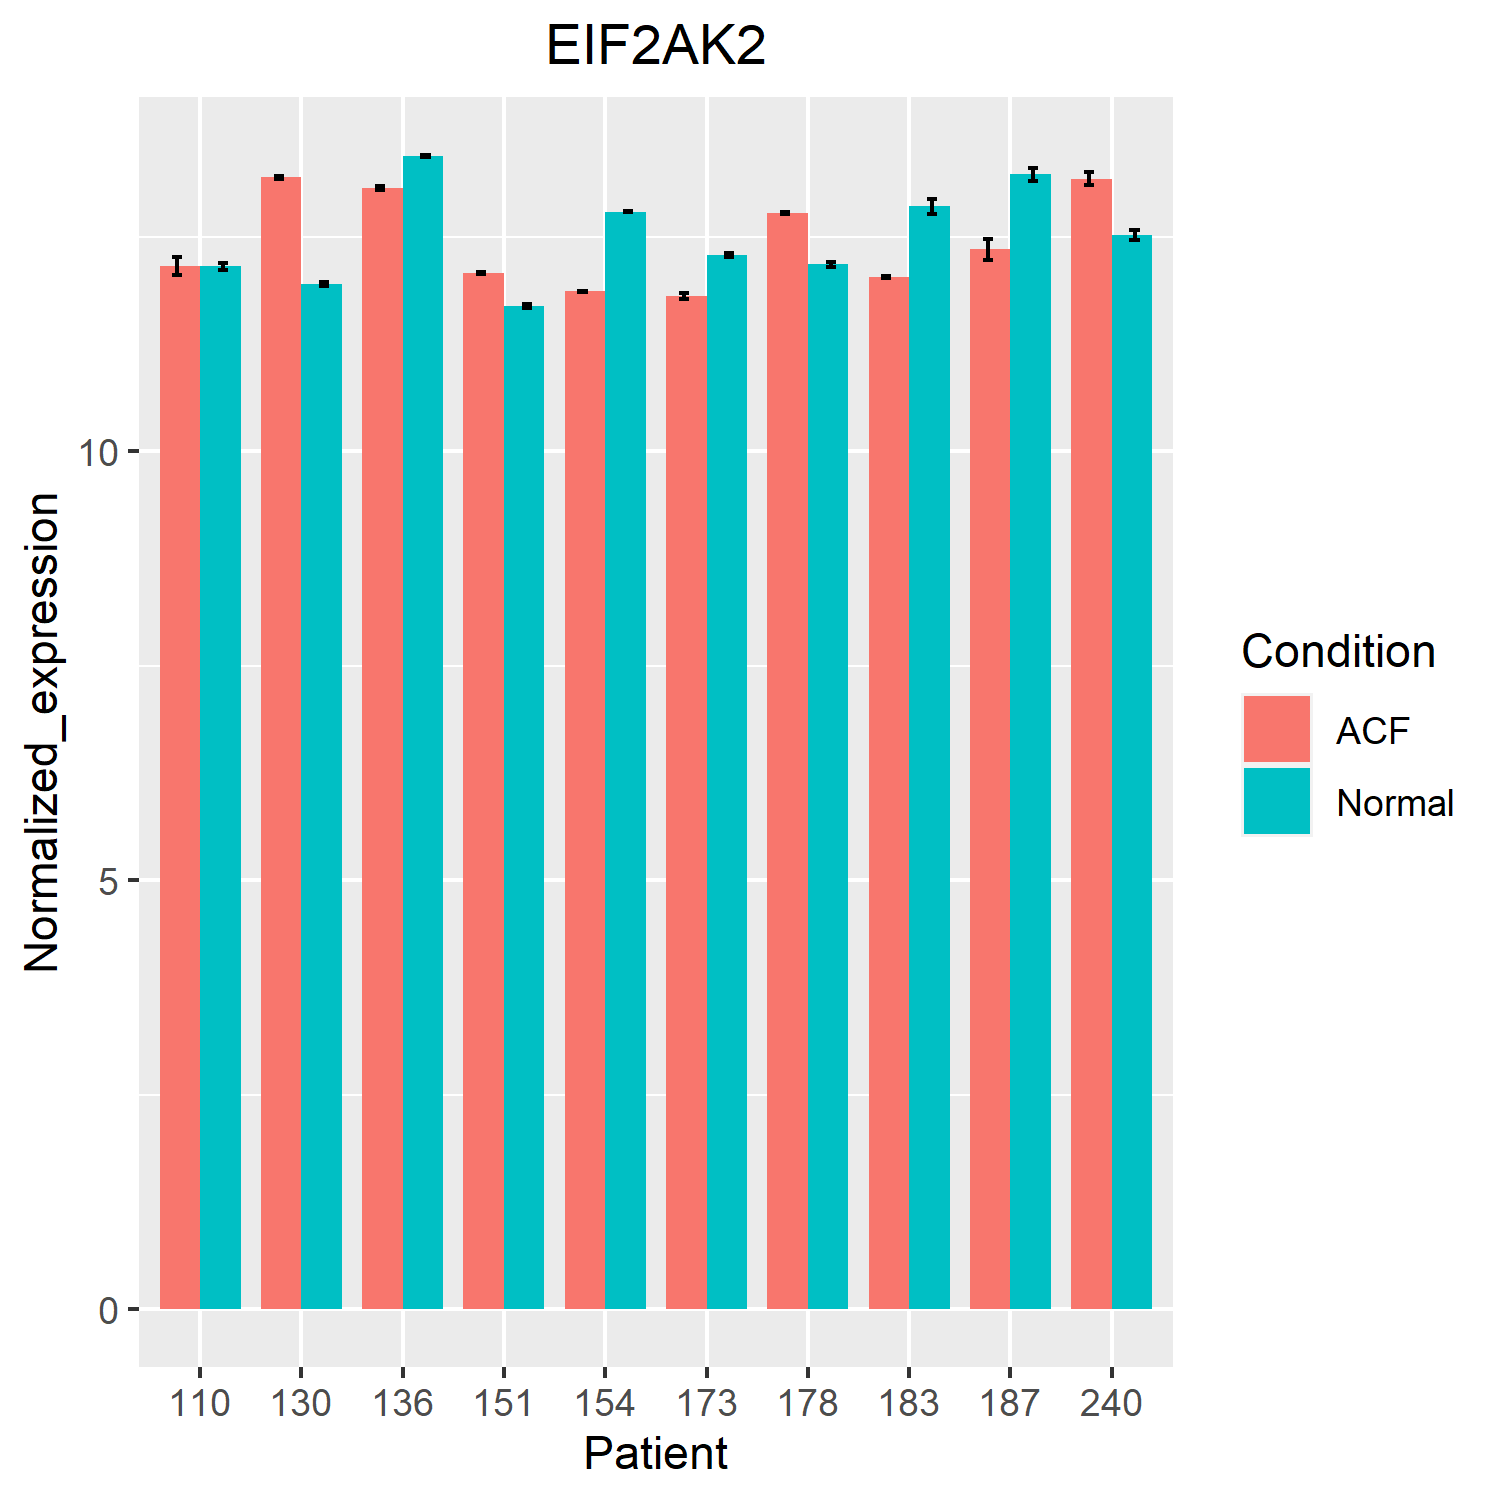 EIF2AK2
Normalized_expression
10
5
0
110 130 136 151 154 173 178 183 187 240
Patient
Condition
ACF
Normal